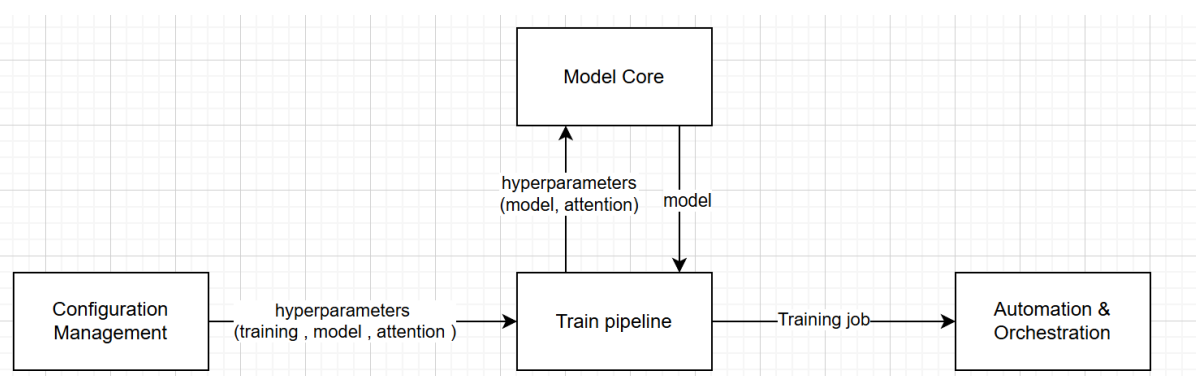 Model Core
hyperparameters
(model, attention)
model
Configuration
Management
hyperparameters
(training , model , attention )
Train pipeline
Training job
Automation &
Orchestration